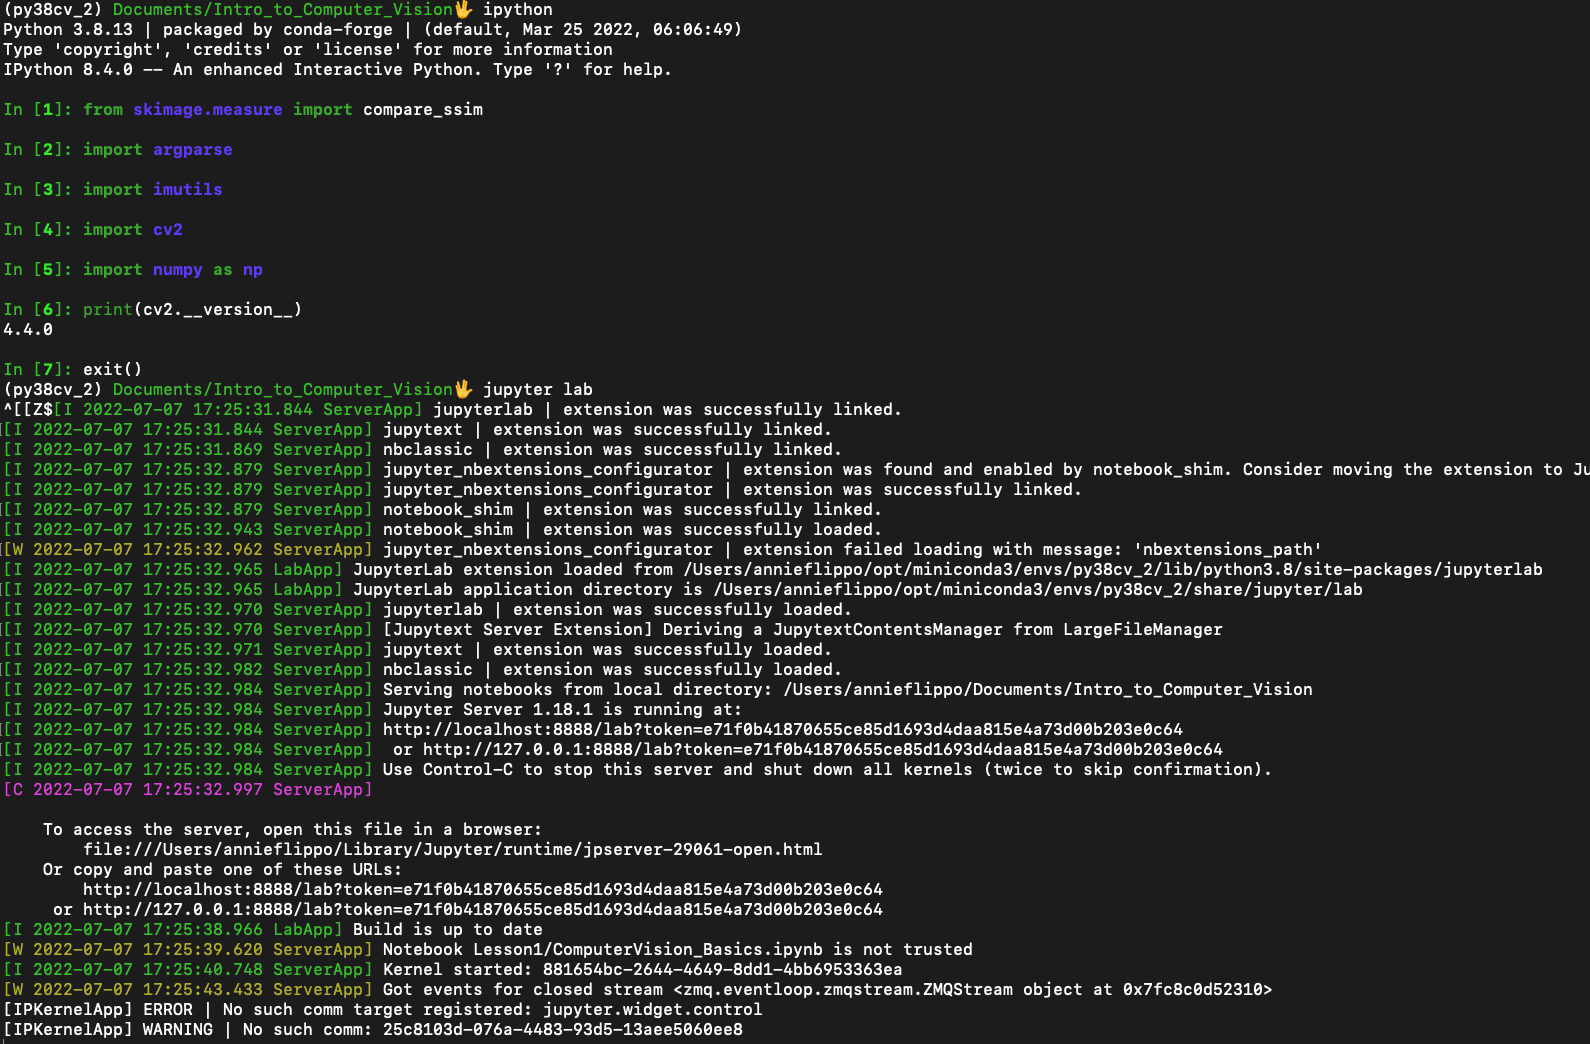 (py38cv_2) Documents/Intro_to_Computer_Vision🖖 ipython
Python 3.8.13 | packaged by conda-forge | (default, Mar 25 2022, 06:06:49)
Type 'copyright', 'credits' or 'license' for more information
IPython 8.4.0 -- An enhanced Interactive Python. Type '?' for help.
In [1]: from skimage.measure import compare_ssim
In [2]: import argparse
In [3]: import imutils
In [4]: import cv2
In [5]: import numpy as np
In [6]: print(cv2.__version__)
4.4.0
In [7]: exit()
(py38cv_2) Documents/Intro_to_Computer_Vision🖖 jupyter lab
^[[Z$[I 2022-07-07 17:25:31.844 ServerApp] jupyterlab | extension was successfully linked.
[I 2022-07-07 17:25:31.844 ServerApp] jupytext | extension was successfully linked.
[I 2022-07-07 17:25:31.869 ServerApp] nbclassic | extension was successfully linked.
[I 2022-07-07 17:25:32.879 ServerApp] jupyter_nbextensions_configurator | extension was found and enabled by notebook_shim. Consider moving the extension to Ju
[I 2022-07-07 17:25:32.879 ServerApp] jupyter_nbextensions_configurator | extension was successfully linked.
[I 2022-07-07 17:25:32.879 ServerApp] notebook_shim | extension was successfully linked.
[I 2022-07-07 17:25:32.943 ServerApp] notebook_shim | extension was successfully loaded.
[W 2022-07-07 17:25:32.962 ServerApp] jupyter_nbextensions_configurator | extension failed loading with message: 'nbextensions_path'
[I 2022-07-07 17:25:32.965 LabApp] JupyterLab extension loaded from /Users/annieflippo/opt/miniconda3/envs/py38cv_2/lib/python3.8/site-packages/jupyterlab
[I 2022-07-07 17:25:32.965 LabApp] JupyterLab application directory is /Users/annieflippo/opt/miniconda3/envs/py38cv_2/share/jupyter/lab
[I 2022-07-07 17:25:32.970 ServerApp] jupyterlab | extension was successfully loaded.
[I 2022-07-07 17:25:32.970 ServerApp] [Jupytext Server Extension] Deriving a JupytextContentsManager from LargeFileManager
[I 2022-07-07 17:25:32.971 ServerApp] jupytext | extension was successfully loaded.
[I 2022-07-07 17:25:32.982 ServerApp] nbclassic | extension was successfully loaded.
[I 2022-07-07 17:25:32.984 ServerApp] Serving notebooks from local directory: /Users/annieflippo/Documents/Intro_to_Computer_Vision
[I 2022-07-07 17:25:32.984 ServerApp] Jupyter Server 1.18.1 is running at:
[I 2022-07-07 17:25:32.984 ServerApp] http://localhost:8888/lab?token=e71f0b41870655ce85d1693d4daa815e4a73d00b203e0c64
[I 2022-07-07 17:25:32.984 ServerApp]  or http://127.0.0.1:8888/lab?token=e71f0b41870655ce85d1693d4daa815e4a73d00b203e0c64
[I 2022-07-07 17:25:32.984 ServerApp] Use Control-C to stop this server and shut down all kernels (twice to skip confirmation).
[C 2022-07-07 17:25:32.997 ServerApp]
To access the server, open this file in a browser:
file:///Users/annieflippo/Library/Jupyter/runtime/jpserver-29061-open.html
Or copy and paste one of these URLs:
http://localhost:8888/lab?token=e71f0b41870655ce85d1693d4daa815e4a73d00b203e0c64
or http://127.0.0.1:8888/lab?token=e71f0b41870655ce85d1693d4daa815e4a73d00b203e0c64
[I 2022-07-07 17:25:38.966 LabApp] Build is up to date
[W 2022-07-07 17:25:39.620 ServerApp] Notebook Lesson1/ComputerVision_Basics.ipynb is not trusted
[I 2022-07-07 17:25:40.748 ServerApp] Kernel started: 881654bc-2644-4649-8dd1-4bb6953363ea
[W 2022-07-07 17:25:43.433 ServerApp] Got events for closed stream <zmq.eventloop.zmqstream.ZMQStream object at 0x7fc8c0d52310>
[IPKernelApp] ERROR | No such comm target registered: jupyter.widget.control
[IPKernelApp] WARNING | No such comm: 25c8103d-076a-4483-93d5-13aee5060ee8